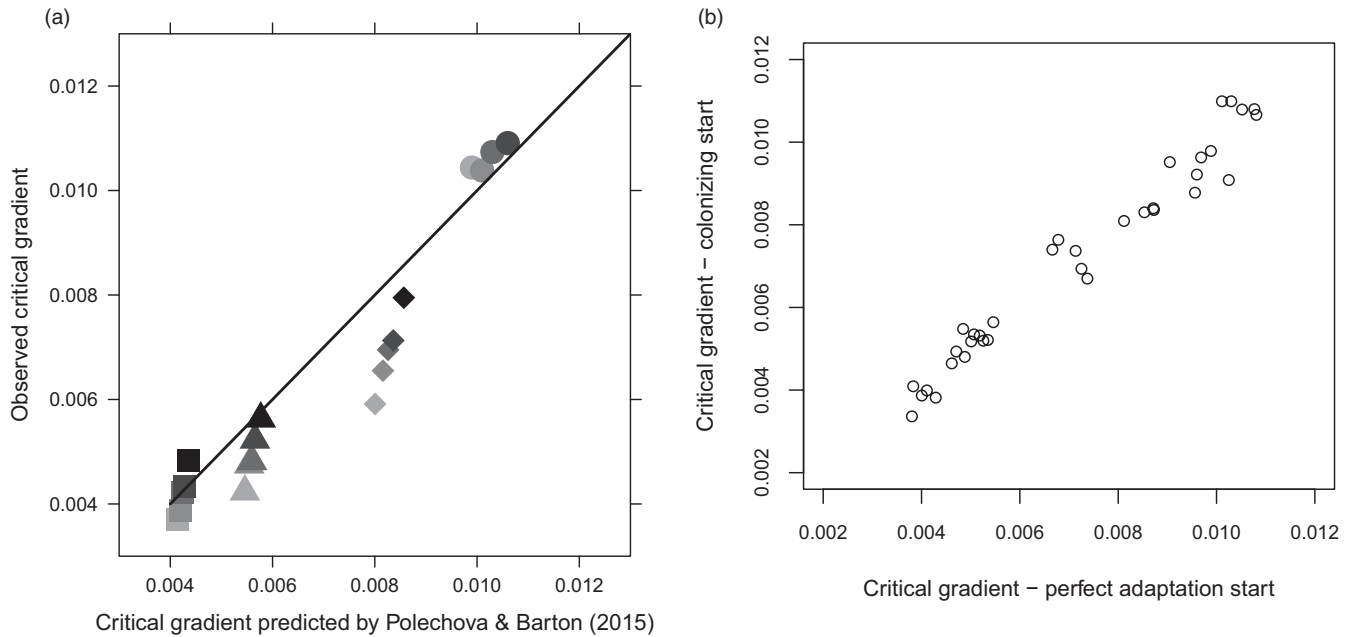 (a)
Observed critical gradient
0.012
0.010
0.008
0.006
0.004
0.004 0.006 0.008 0.010 0.012
Critical gradient predicted by Polechova & Barton (2015)
(b)
Critical gradient − colonizing start
0.012
0.010
0.008
0.006
0.004
0.002
0.002 0.004 0.006 0.008 0.010 0.012
Critical gradient − perfect adaptation start